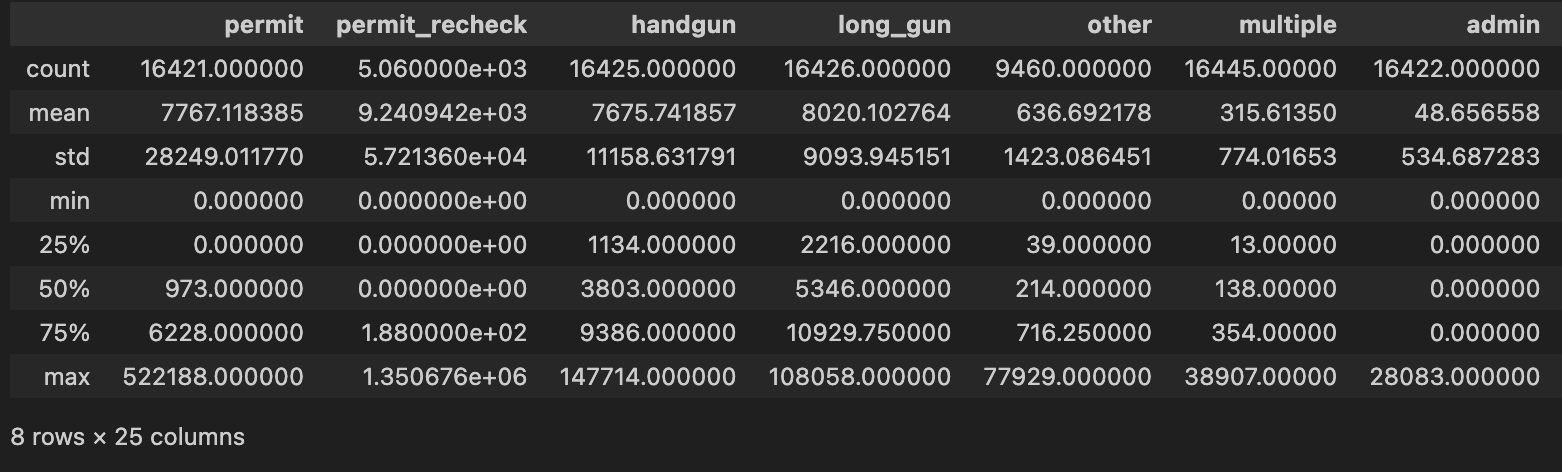 permit permit_recheck handgun long_gun other multiple admin
count 16421.000000 5.060000e+03 16425.000000 16426.000000 9460.000000 16445.00000 16422.000000
mean 7767.118385 9.240942e+03 7675.741857 8020.102764 636.692178 315.61350 48.656558
std 28249.011770 5.721360e+04 11158.631791 9093.945151 1423.086451 774.01653 534.687283
min 0.000000 0.000000e+00 0.000000 0.000000 0.000000 0.00000 0.000000
25% 0.000000 0.000000e+00 1134.000000 2216.000000 39.000000 13.00000 0.000000
50% 973.000000 0.000000e+00 3803.000000 5346.000000 214.000000 138.00000 0.000000
75% 6228.000000 1.880000e+02 9386.000000 10929.750000 716.250000 354.00000 0.000000
max 522188.000000 1.350676e+06 147714.000000 108058.000000 77929.000000 38907.00000 28083.000000
8 rows × 25 columns